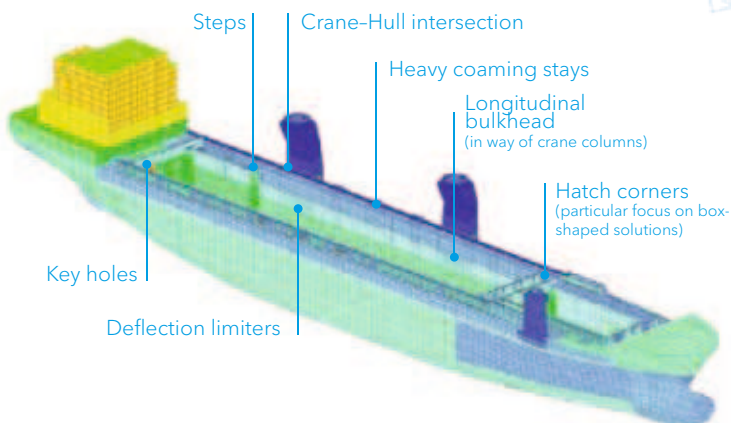 Steps
Crane–Hull intersection
Heavy coaming stays
Longitudinal
bulkhead
(in way of crane columns)
Hatch corners
(particular focus on box-
shaped solutions)
Key holes
Deflection limiters